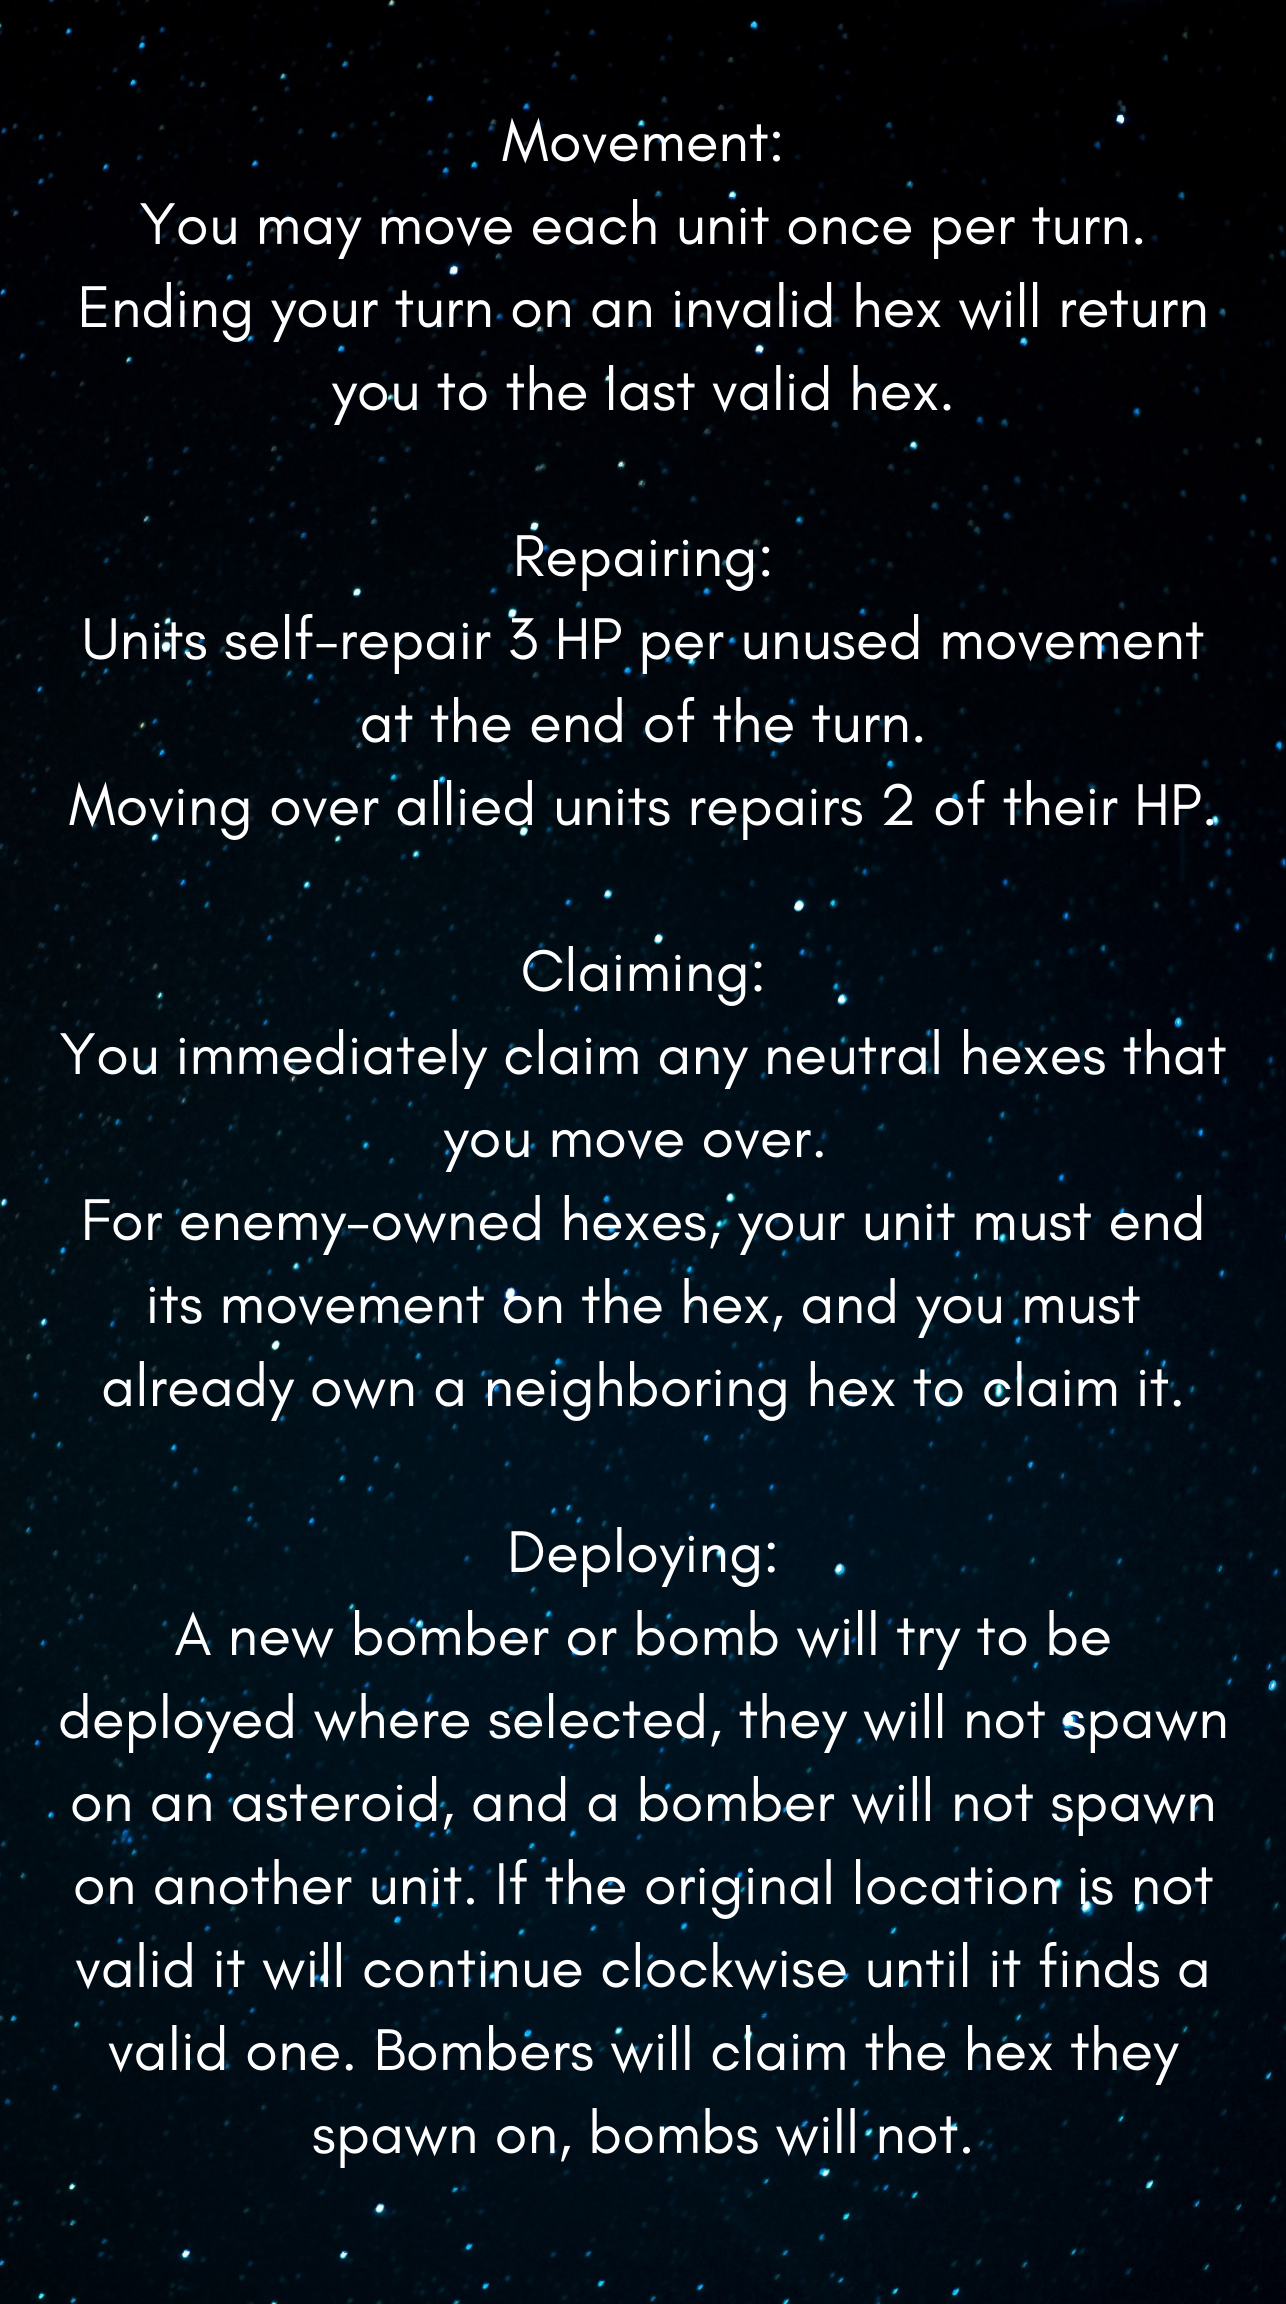 Movement:
You may move each unit once per turn.
Ending your turn on an invalid hex will return
you to the last valid hex.
Repairing:
Units self-repair 3 HP per unused movement
at the end of the turn.
Moving over allied units repairs 2 of their HP.
Claiming:
You immediately claim any neutral hexes that
you move over.
For enemy-owned hexes, your unit must end
its movement on the hex, and you must
already own a neighboring hex to claim it.
Deploying:
A new bomber or bomb will try to be
deployed where selected, they will not spawn
on an asteroid, and a bomber will not spawn
on another unit. If the original location is not
valid it will continue clockwise until it finds a
valid one. Bombers will claim the hex they
spawn on, bombs will not.